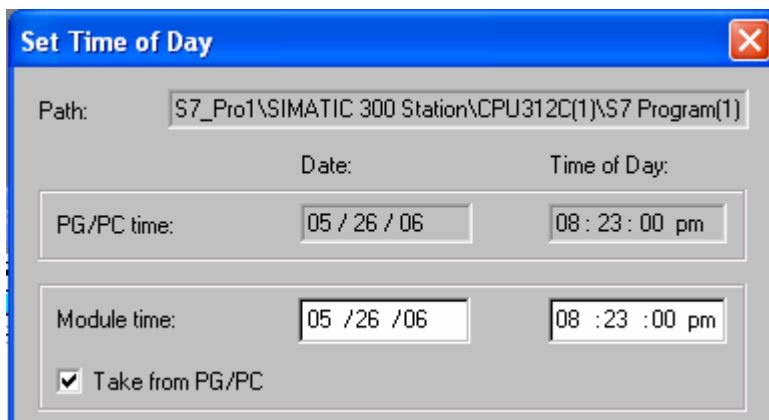 Set Time of Day
Path: S7_Pro1\SIMATIC 300 Station\CPU312C(1)\S7 Program(1)
Date: Time of Day:
PG/PC time: 05 / 26 / 06 08 : 23 : 00 pm
Module time: 05 /26 /06 08 :23 :00 pm
Take from PG/PC